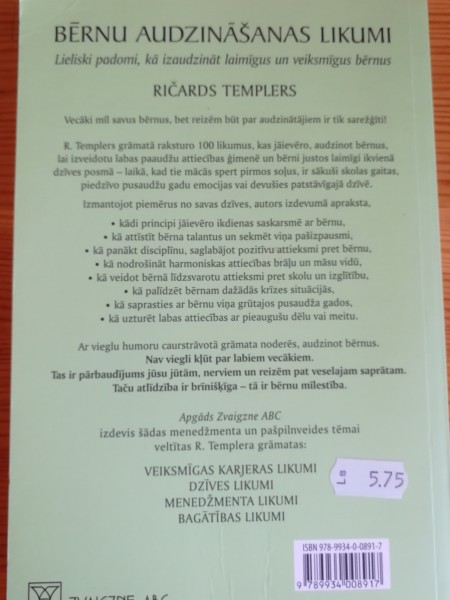 BĒRNU AUDZINĀŠANAS LIKUMI
Lieliski padomi, kā izaudzināt laimīgus un veiksmīgus bērnus
RIČARDS TEMPLERS
Vecāki mīl savus bērnus, bet reizēm būt par audzinātājiem ir tik sarežģīti!
R. Templers grāmatā raksturo 100 likumus, kas jāievēro, audzinot bērnus,
lai izveidotu labas paaudžu attiecības ģimenē un bērni justos laimīgi ikvienā
dzīves posmā – laikā, kad tie mācās spert pirmos soļus, ir sākuši skolas gaitas,
piedzīvo pusaudžu gadu emocijas vai devušies patstāvīgajā dzīvē.
Izmantojot piemērus no savas dzīves, autors izdevumā apraksta,
• kādi principi jāievēro ikdienas saskarsmē ar bērnu,
• kā attīstīt bērna talantus un sekmēt viņa pašizpausmi,
• kā panākt disciplīnu, saglabājot pozitīvu attieksmi pret bērnu,
• kā nodrošināt harmoniskas attiecības brāļu un māsu vidū,
• kā veidot bērnā līdzsvarotu attieksmi pret skolu un izglītību,
• kā palīdzēt bērnam dažādās krīzes situācijās,
• kā saprasties ar bērnu viņa grūtajos pusaudža gados,
• kā uzturēt labas attiecības ar pieaugušu dēlu vai meitu.
Ar vieglu humoru caurstrāvotā grāmata noderēs, audzinot bērnus.
Nav viegli kļūt par labiem vecākiem.
Tas ir pārbaudījums jūsu jūtām, nerviem un reizēm pat veselajam saprātam.
Taču atlīdzība ir brīnišķīga – tā ir bērnu mīlestība.
Apgāds Zvaigzne ABC
izdevis šādas menedžmenta un pašpilnveides tēmai
veltītas R. Templera grāmatas:
VEIKSMĪGAS KARJERAS LIKUMI
DZĪVES LIKUMI
MENEDŽMENTA LIKUMI
BAGĀTĪBAS LIKUMI
Ls 5.75
ISBN 978-9934-0-0891-7
9 789934 008917
ZVAIGZNE ABC